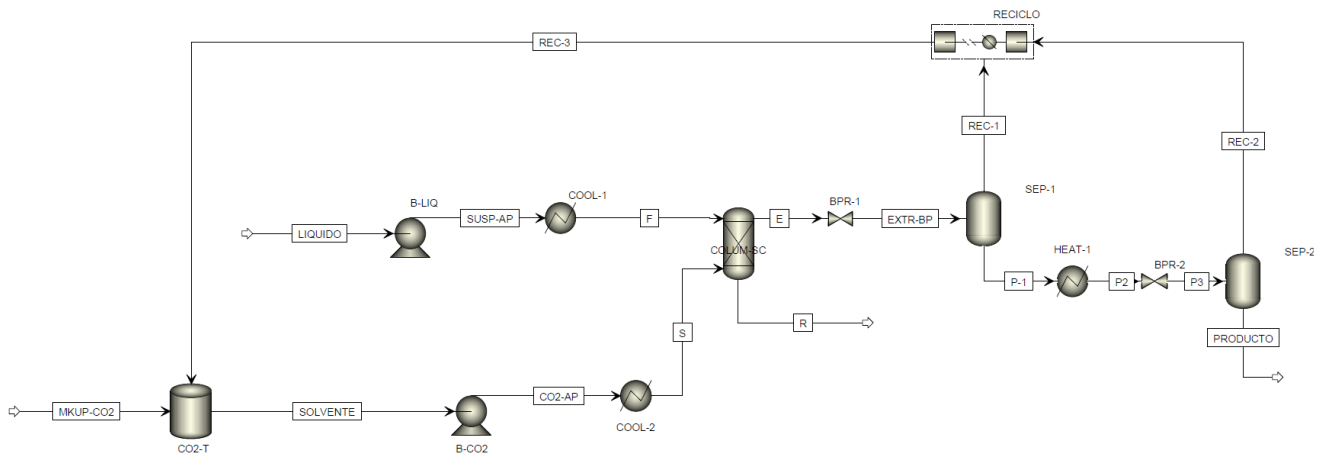 RECICLO
REC-3
REC-1
REC-2
SEP-1
B-LIQ
SUSP-AP
COOL-1
F
E
BPR-1
EXTR-BP
LIQUIDO
COLUM-SC
HEAT-1
SEP-2
BPR-2
P-1
P2
P3
R
S
PRODUCTO
MKUP-CO2
SOLVENTE
CO2-AP
COOL-2
CO2-T
B-CO2